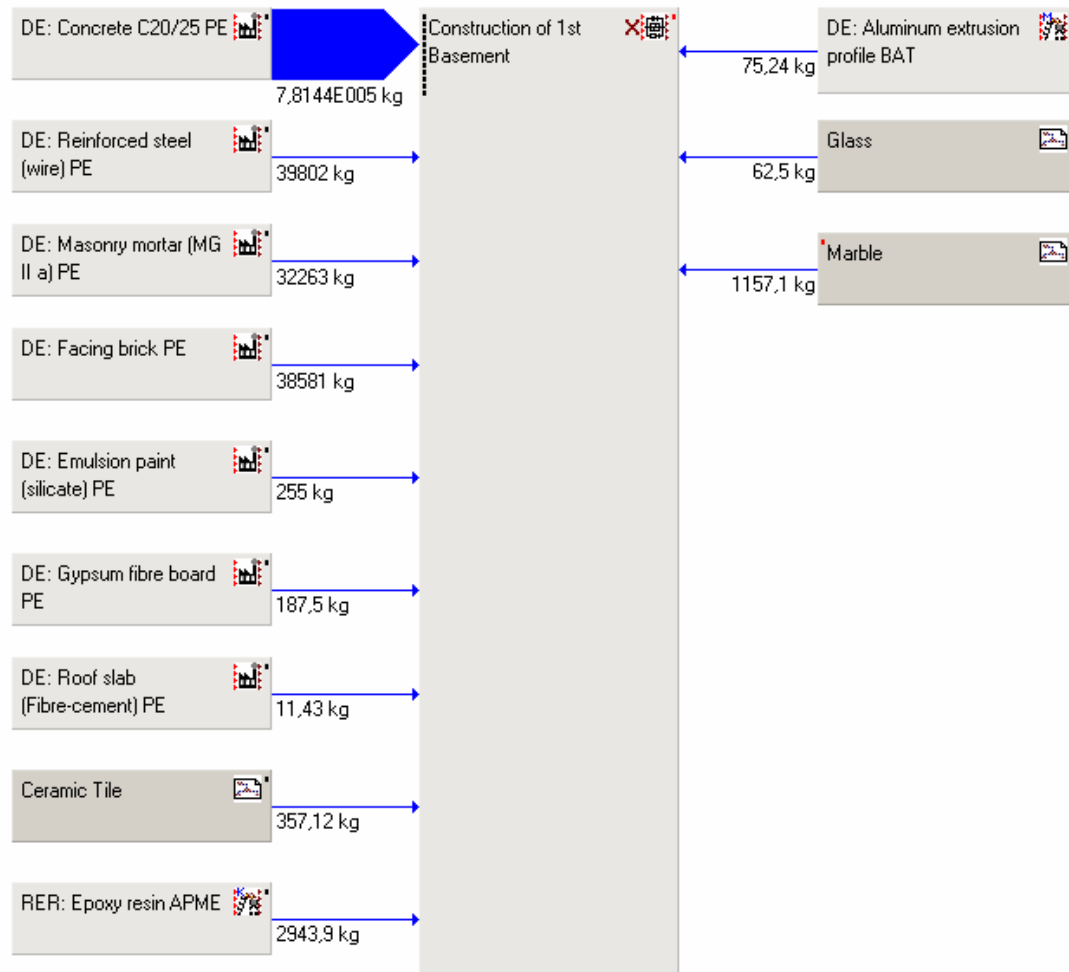 DE: Concrete C20/25 PE
7,8144E005 kg
DE: Reinforced steel
(wire) PE
39802 kg
DE: Masonry mortar (MG
II a) PE
32263 kg
DE: Facing brick PE
38581 kg
DE: Emulsion paint
(silicate) PE
255 kg
DE: Gypsum fibre board
PE
187,5 kg
DE: Roof slab
(Fibre-cement) PE
11,43 kg
Ceramic Tile
357,12 kg
RER: Epoxy resin APME
2943,9 kg
Construction of 1st
Basement
DE: Aluminum extrusion
profile BAT
75,24 kg
Glass
62,5 kg
Marble
1157,1 kg